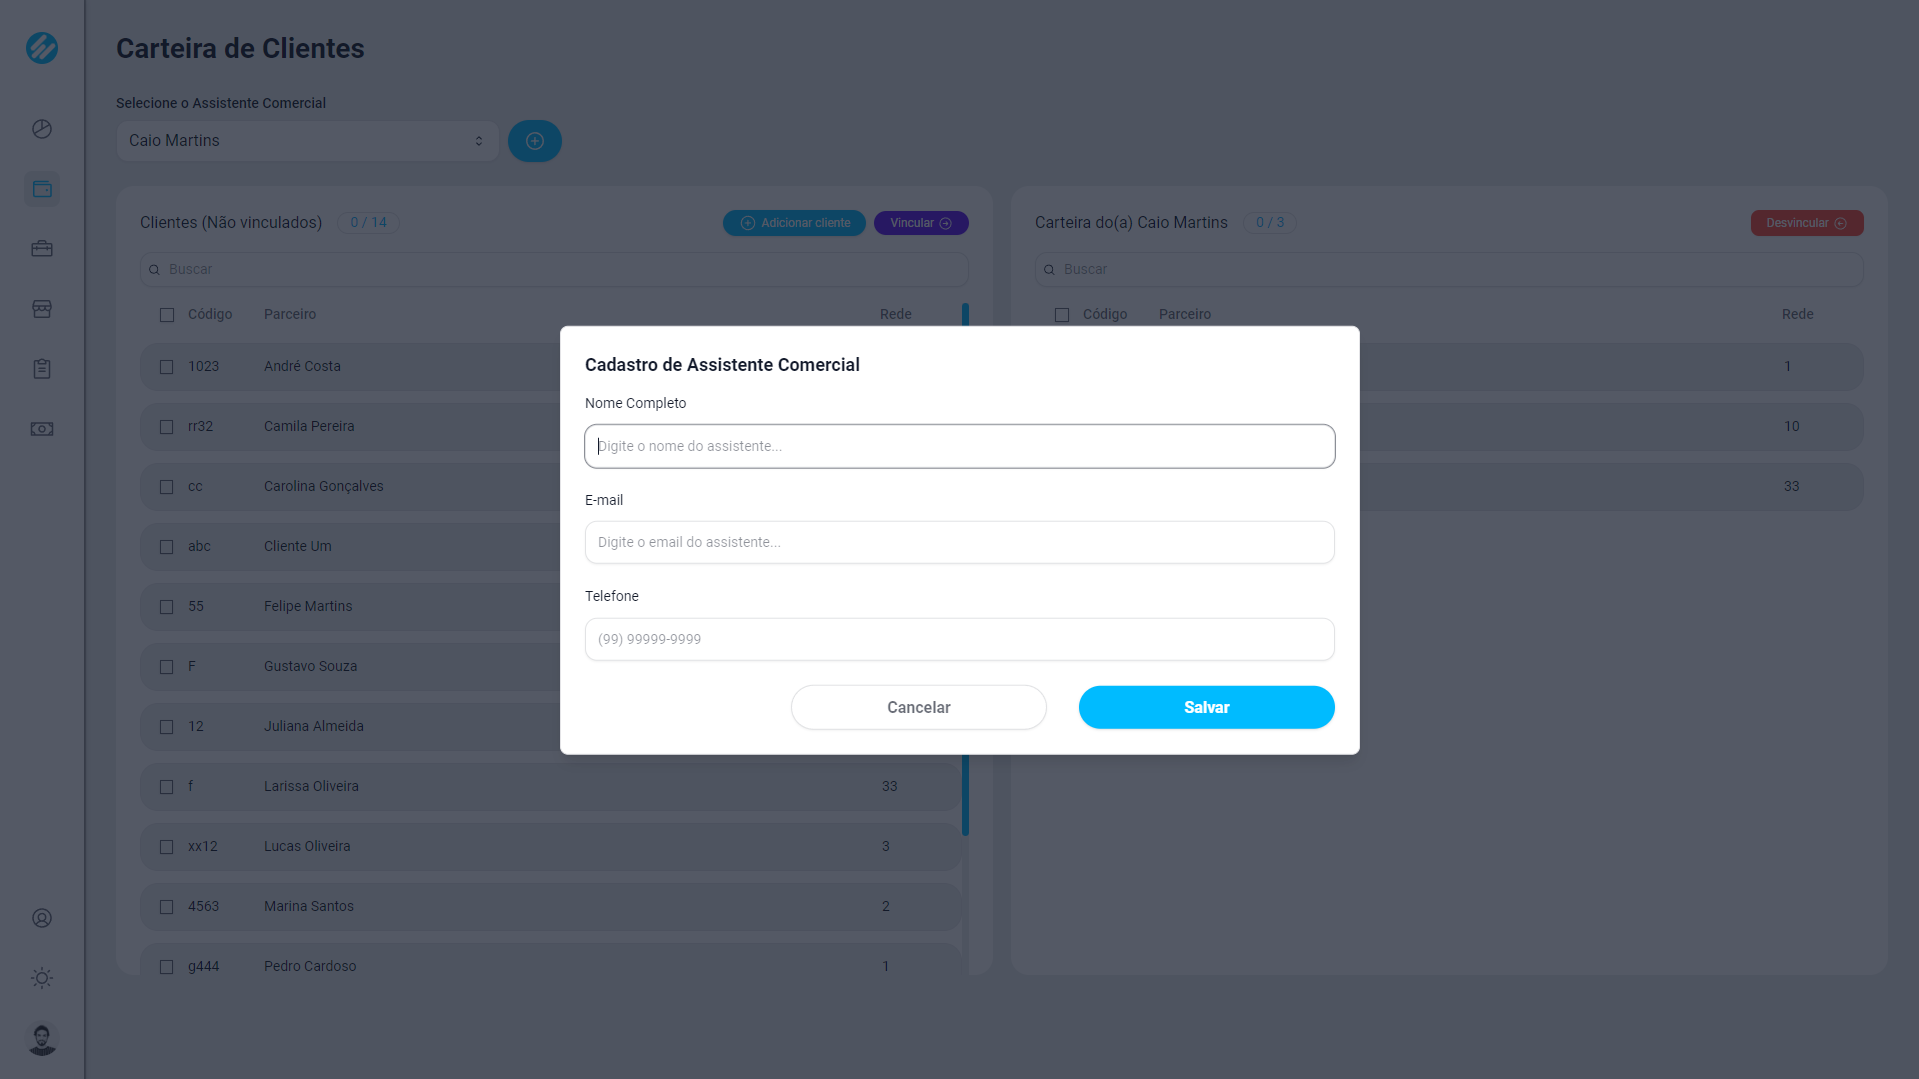 Carteira de Clientes
Selecione o Assistente Comercial
Caio Martins
Clientes (Não vinculados) 0 / 14 Adicionar cliente Vincular
Buscar
Código Parceiro Rede
1023 André Costa
rr32 Camila Pereira
cc Carolina Gonçalves
abc Cliente Um
55 Felipe Martins
F Gustavo Souza
12 Juliana Almeida
f Larissa Oliveira 33
xx12 Lucas Oliveira 3
4563 Marina Santos 2
g444 Pedro Cardoso 1
Carteira do(a) Caio Martins 0 / 3 Desvincular
Buscar
Código Parceiro Rede
1
10
33
Cadastro de Assistente Comercial
Nome Completo
Digite o nome do assistente...
E-mail
Digite o email do assistente...
Telefone
(99) 99999-9999
Cancelar Salvar